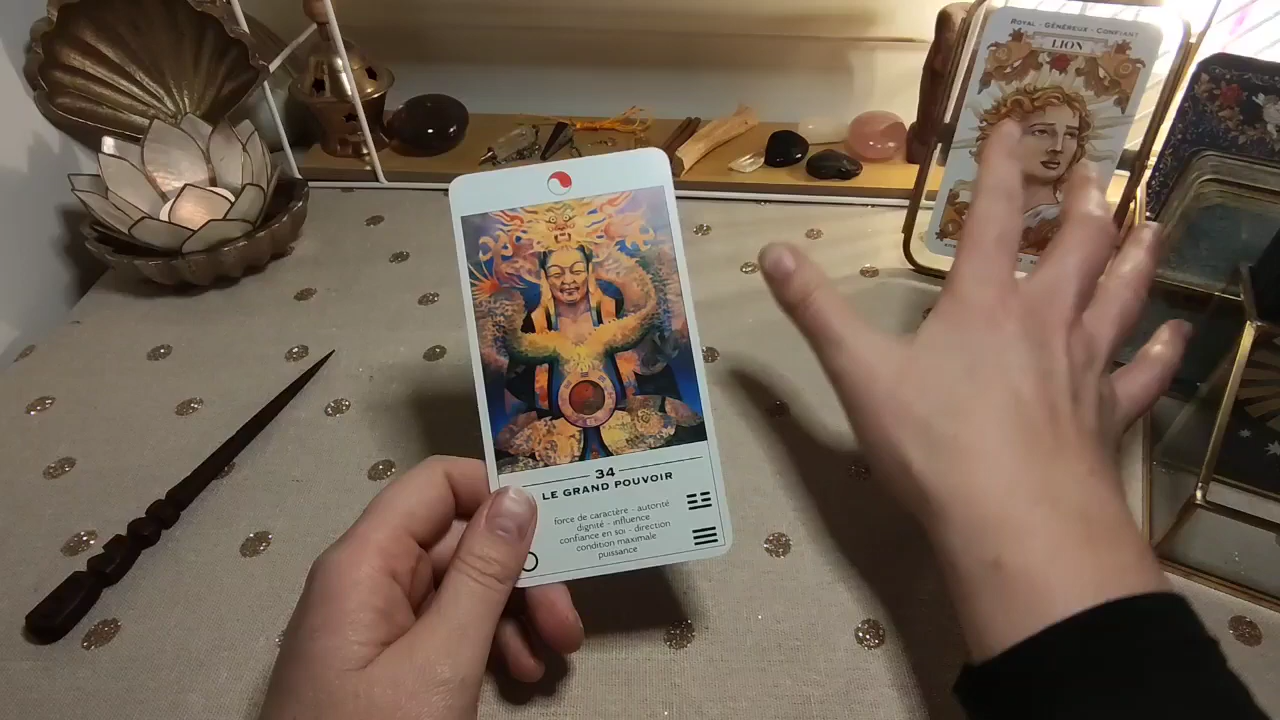 ROYAL - GÉNÉREUX - CONFIANT
LION
34
LE GRAND POUVOIR
force de caractère - autorité
dignité - influence
confiance en soi - direction
condition maximale
puissance